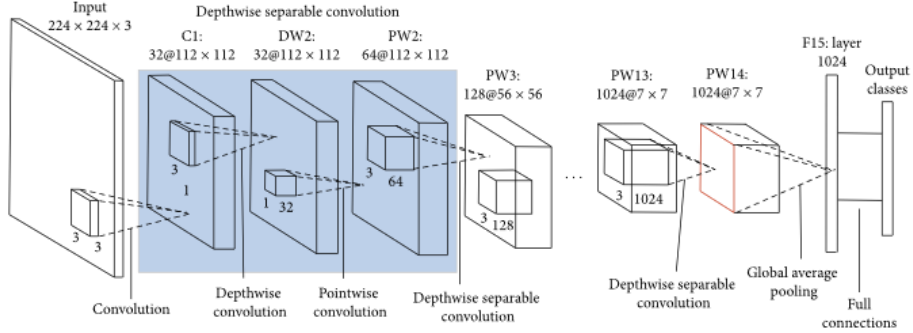 Input
224 × 224 × 3
Depthwise separable convolution
C1:
32@112 × 112
DW2:
32@112 × 112
PW2:
64@112 × 112
PW3:
128@56 × 56
PW13:
1024@7 × 7
PW14:
1024@7 × 7
F15: layer
1024
Output
classes
3
3
3
1
1
32
3
64
3
128
...
3
1024
Convolution
Depthwise
convolution
Pointwise
convolution
Depthwise separable
convolution
Depthwise separable
convolution
Global average
pooling
Full
connections